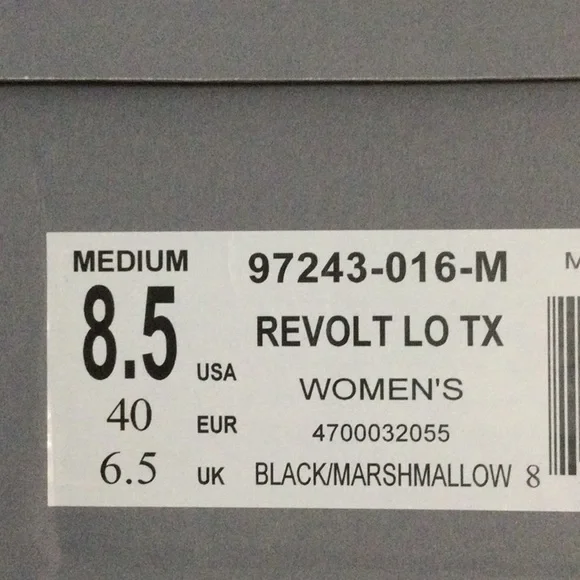 MEDIUM
8.5 USA
40 EUR
6.5 UK
97243-016-M
REVOLT LO TX
WOMEN'S
4700032055
BLACK/MARSHMALLOW 8
M